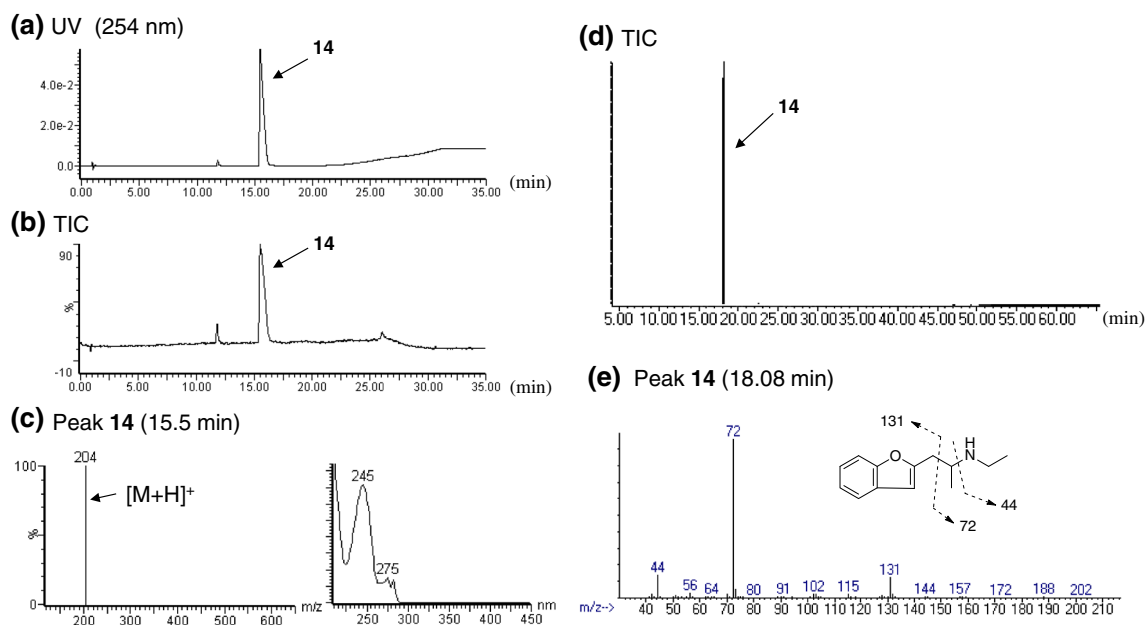 (a) UV (254 nm)
14
4.0e-2
2.0e-2
0.0
0.00 5.00 10.00 15.00 20.00 25.00 30.00 35.00 (min)
(b) TIC
14
90
%
-10
0.00 5.00 10.00 15.00 20.00 25.00 30.00 35.00 (min)
(c) Peak 14 (15.5 min)
204
100
[M+H]+
%
0
200 300 400 500 600 m/z
245
275
250 300 350 400 450 nm
(d) TIC
14
5.00 10.00 15.00 20.00 25.00 30.00 35.00 40.00 45.00 50.00 55.00 60.00 (min)
(e) Peak 14 (18.08 min)
131
H
N
O
44
72
72
44 56 64 80 91 102 115 131 144 157 172 188 202
m/z--> 40 50 60 70 80 90 100 110 120 130 140 150 160 170 180 190 200 210